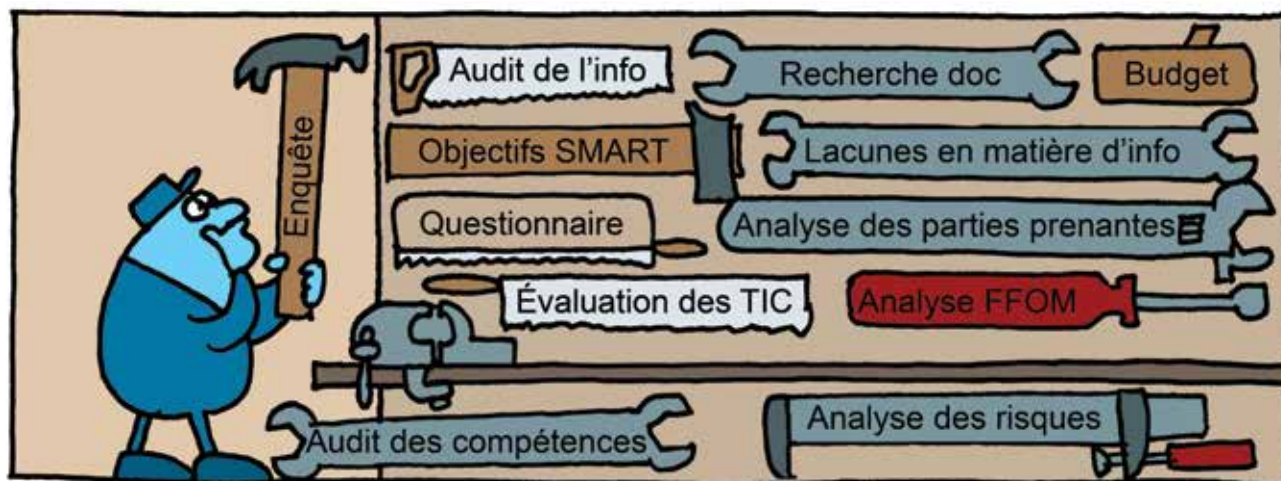 Enquête
Audit de l'info
Recherche doc
Budget
Objectifs SMART
Lacunes en matière d'info
Questionnaire
Analyse des parties prenantes
Évaluation des TIC
Analyse FFOM
Audit des compétences
Analyse des risques